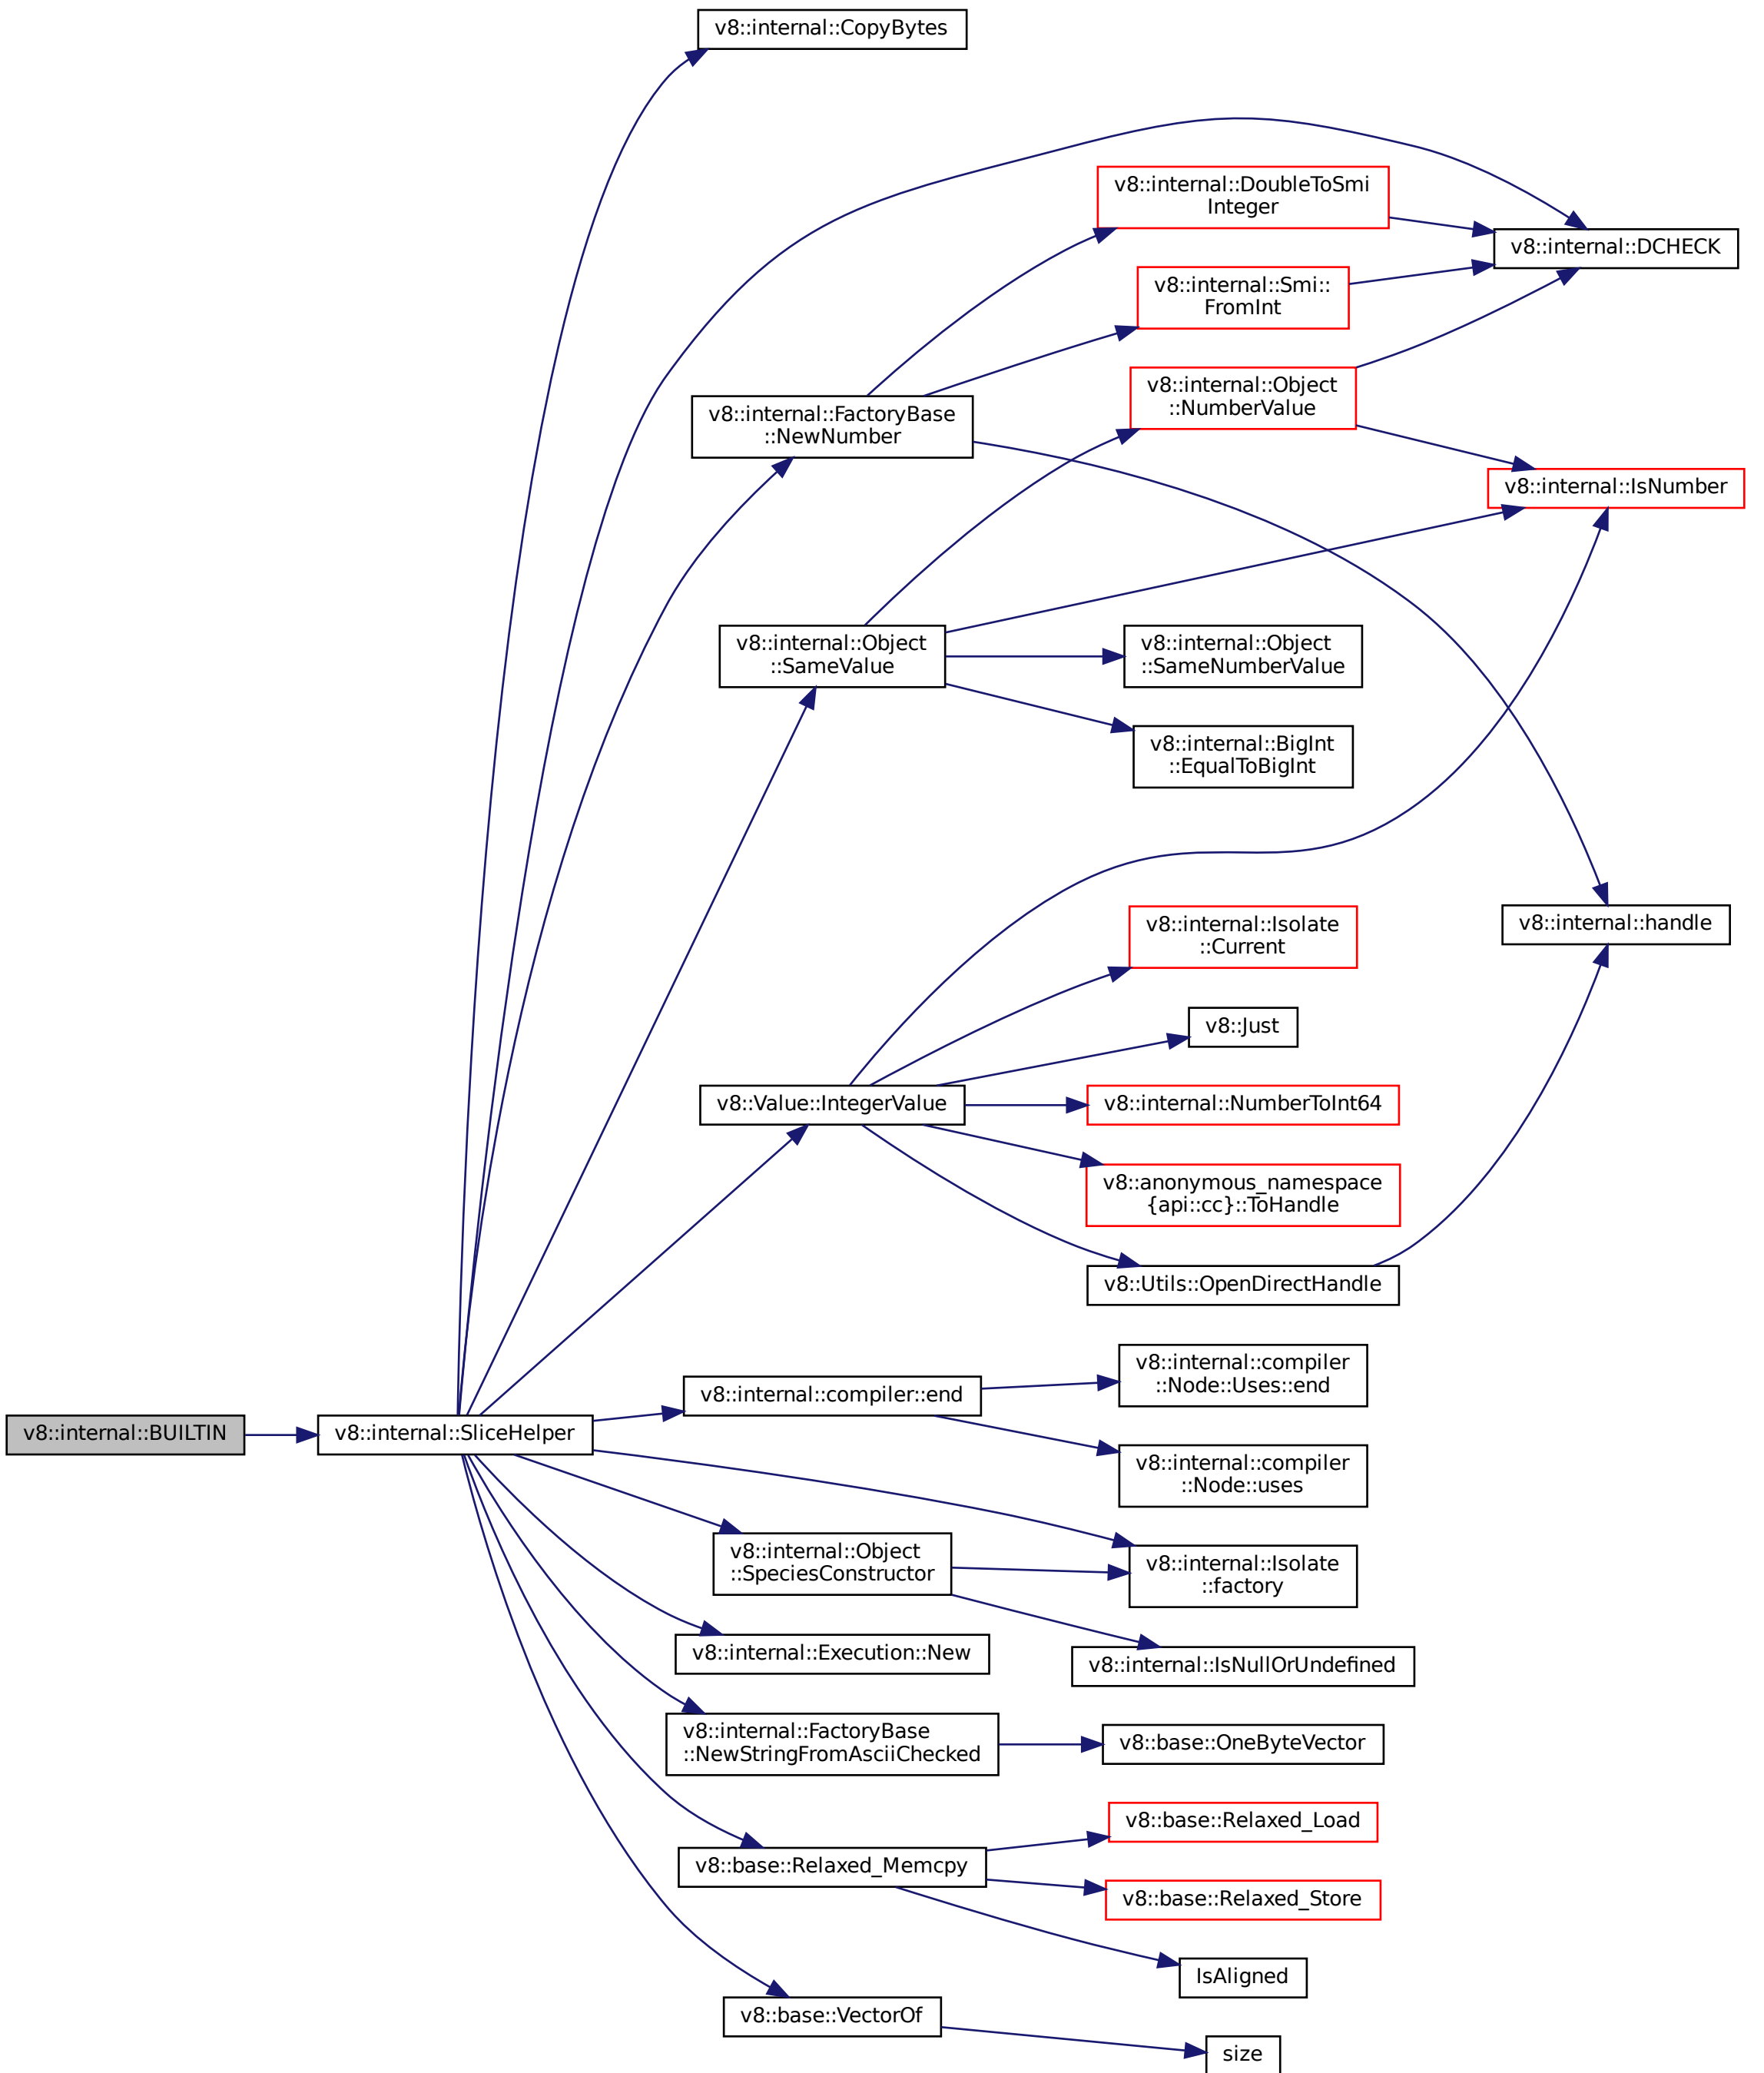 v8::internal::CopyBytes
v8::internal::DoubleToSmi
Integer
v8::internal::DCHECK
v8::internal::Smi::
FromInt
v8::internal::Object
::NumberValue
v8::internal::FactoryBase
::NewNumber
v8::internal::IsNumber
v8::internal::Object
::SameValue
v8::internal::Object
::SameNumberValue
v8::internal::BigInt
::EqualToBigInt
v8::internal::handle
v8::internal::Isolate
::Current
v8::Just
v8::Value::IntegerValue
v8::internal::NumberToInt64
v8::anonymous_namespace
{api::cc}::ToHandle
v8::Utils::OpenDirectHandle
v8::internal::compiler
::Node::Uses::end
v8::internal::compiler::end
v8::internal::BUILTIN
v8::internal::SliceHelper
v8::internal::compiler
::Node::uses
v8::internal::Object
::SpeciesConstructor
v8::internal::Isolate
::factory
v8::internal::Execution::New
v8::internal::IsNullOrUndefined
v8::internal::FactoryBase
::NewStringFromAsciiChecked
v8::base::OneByteVector
v8::base::Relaxed_Load
v8::base::Relaxed_Memcpy
v8::base::Relaxed_Store
IsAligned
v8::base::VectorOf
size